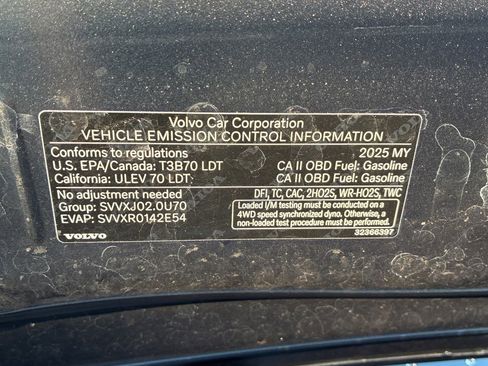 Volvo Car Corporation
VEHICLE EMISSION CONTROL INFORMATION
Conforms to regulations 2025 MY
U.S. EPA/Canada: T3B70 LDT CA II OBD Fuel: Gasoline
California: ULEV 70 LDT CA II OBD Fuel: Gasoline
No adjustment needed DFI, TC, CAC, 2HO2S, WR-HO2S, TWC
Group: SVVXJ02.0U70
EVAP: SVVXR0142E54
Loaded I/M testing must be conducted on a
4WD speed synchronized dyno. Otherwise, a
non-loaded test procedure must be performed.
VOLVO 32366397